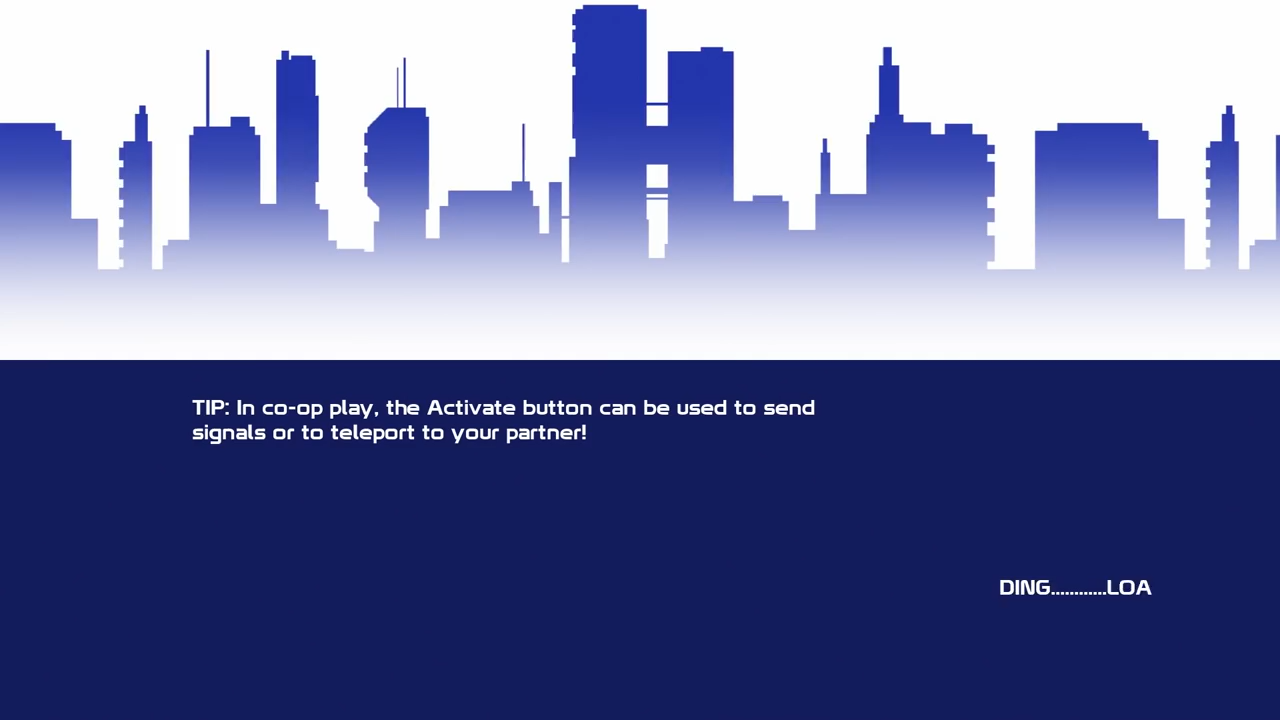 TIP: In co-op play, the Activate button can be used to send
signals or to teleport to your partner!
DING............LOA